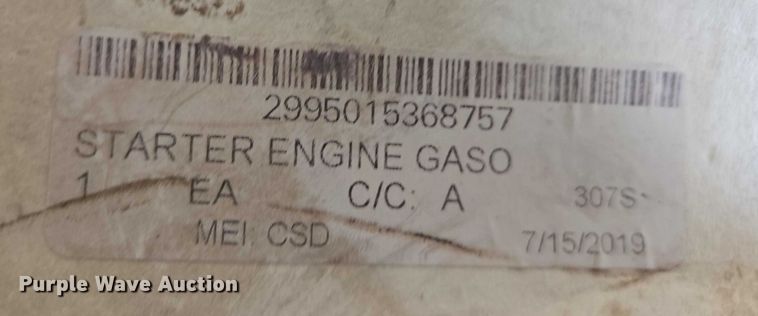 2995015368757
STARTER ENGINE GASO
1 EA C/C: A 307S
MEI: CSD 7/15/2019
Purple Wave Auction